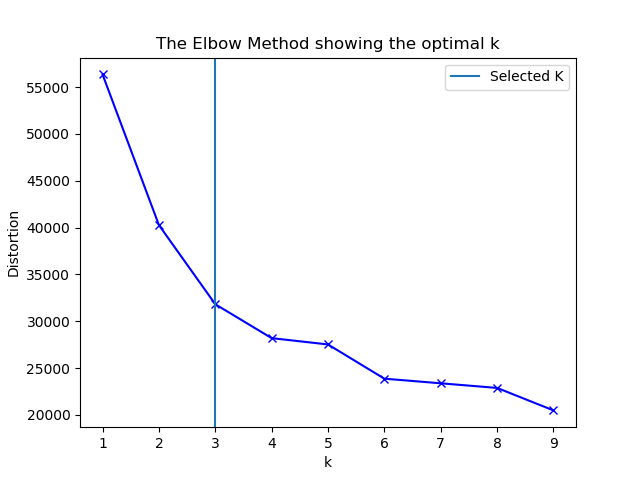 The Elbow Method showing the optimal k
Selected K
55000
50000
45000
40000
35000
30000
25000
20000
Distortion
1 2 3 4 5 6 7 8 9
k